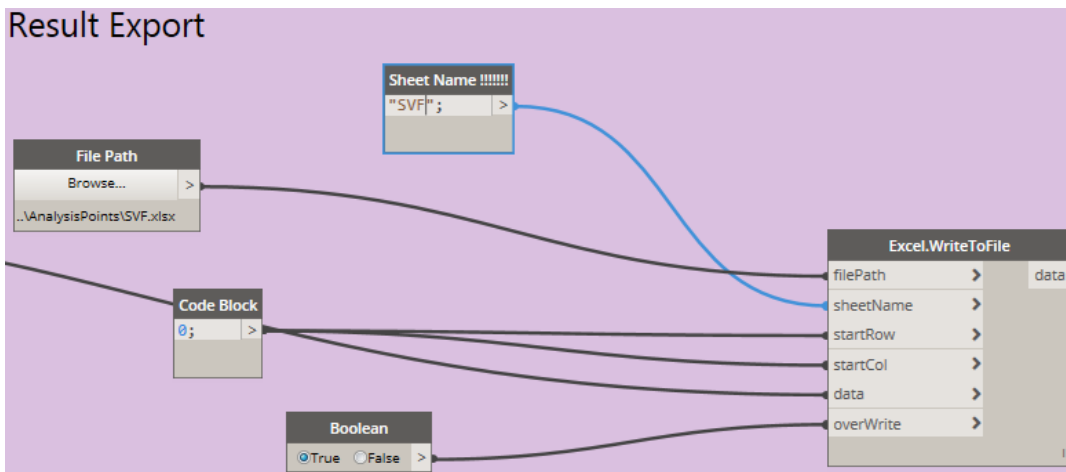 Result Export
Sheet Name !!!!!!!
"SVF";
>
File Path
Browse...
>
..\AnalysisPoints\SVF.xlsx
Code Block
0;
>
Boolean
True False >
Excel.WriteToFile
filePath > data
sheetName >
startRow >
startCol >
data >
overWrite >